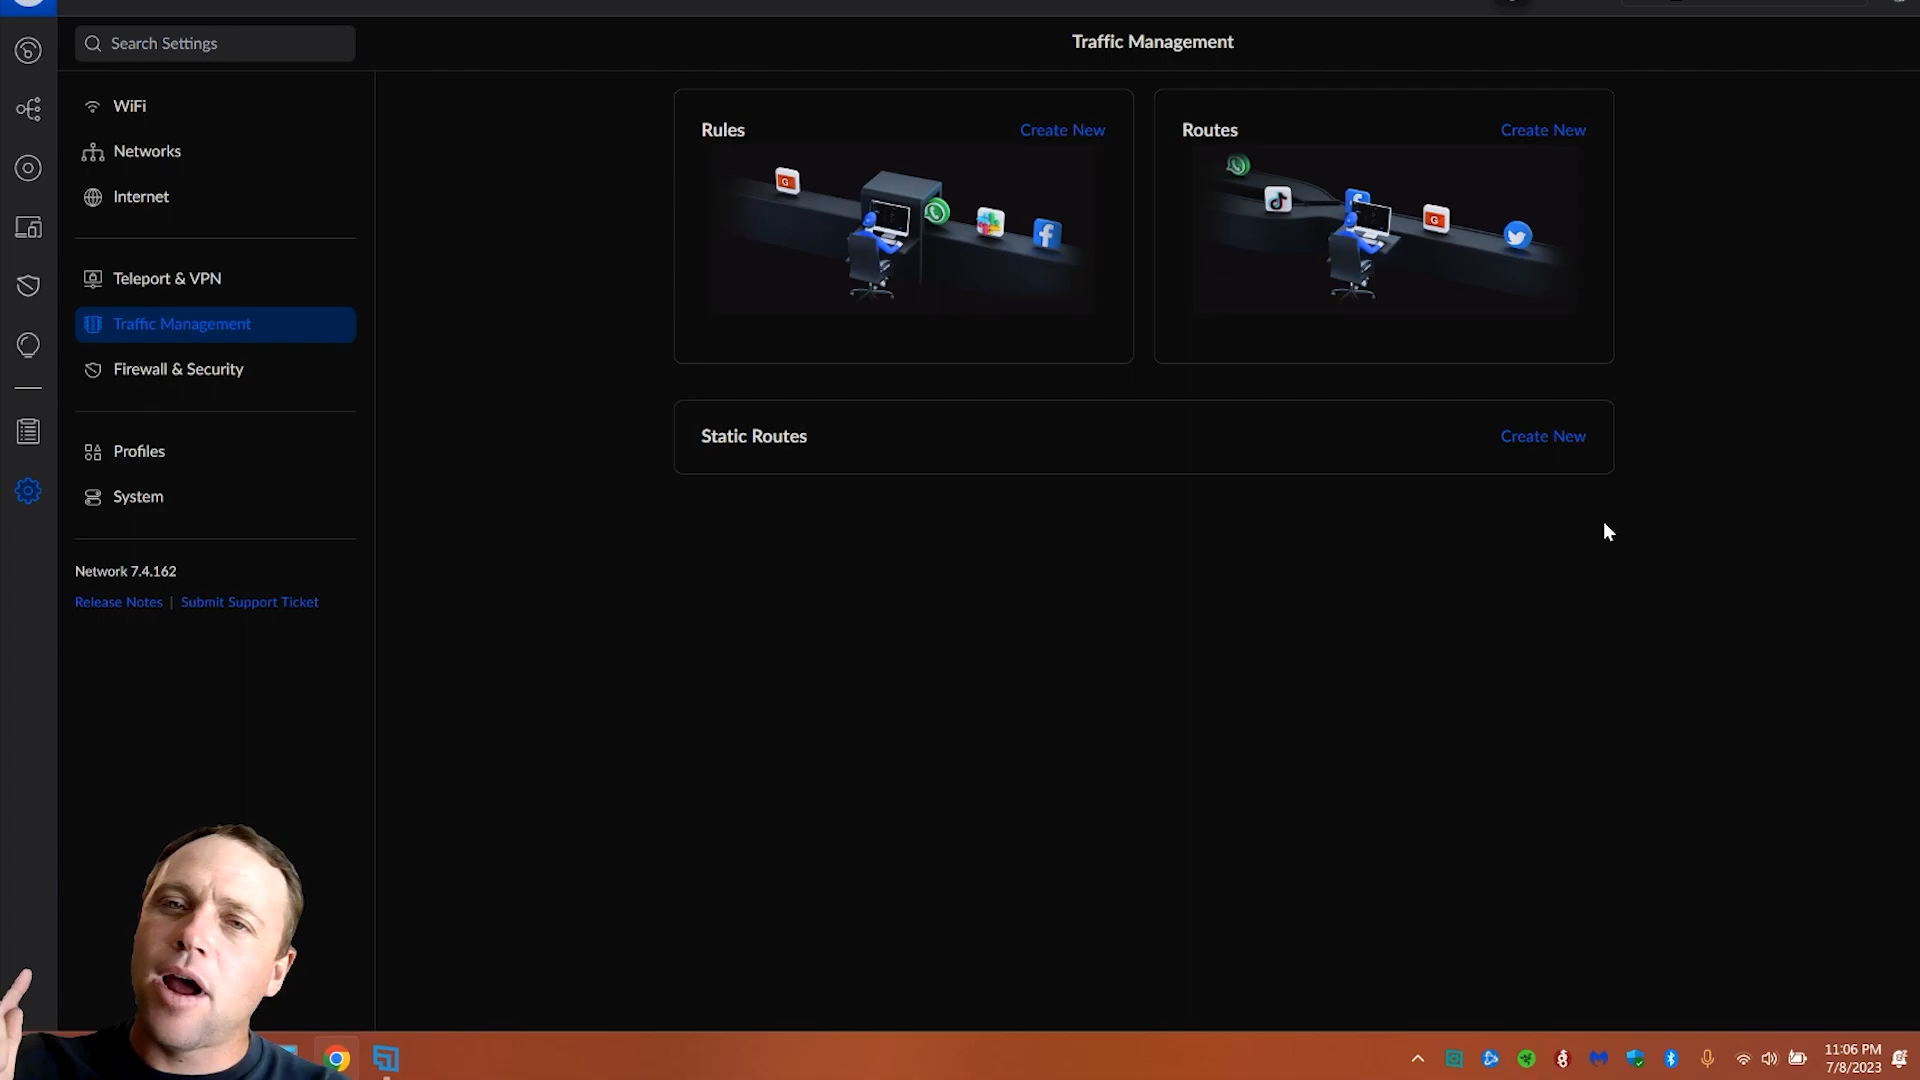 Search Settings
Traffic Management
WiFi
Networks
Internet
Teleport & VPN
Traffic Management
Firewall & Security
Profiles
System
Network 7.4.162
Release Notes | Submit Support Ticket
Rules
Create New
G
Routes
Create New
G
Static Routes
Create New
11:06 PM
7/8/2023